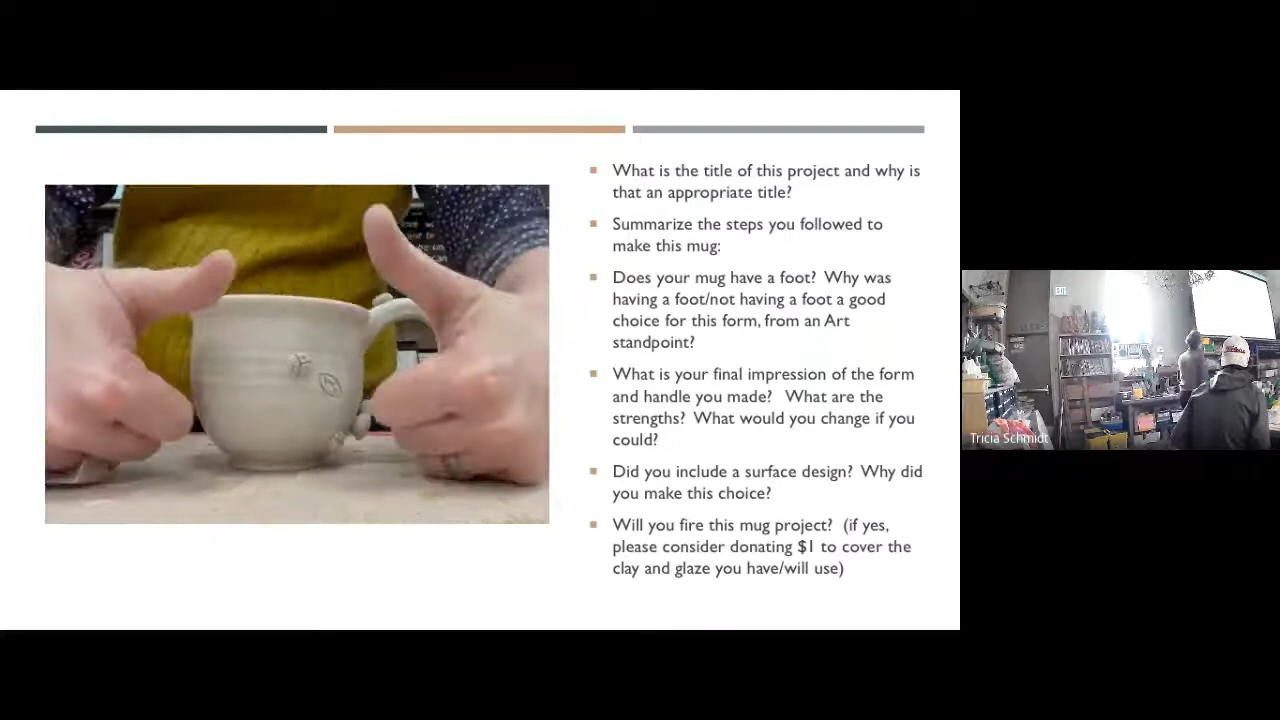 What is the title of this project and why is
that an appropriate title?
Summarize the steps you followed to
make this mug:
Does your mug have a foot? Why was
having a foot/not having a foot a good
choice for this form, from an Art
standpoint?
What is your final impression of the form
and handle you made? What are the
strengths? What would you change if you
could?
Did you include a surface design? Why did
you make this choice?
Will you fire this mug project? (if yes,
please consider donating $1 to cover the
clay and glaze you have/will use)
Tricia Schmidt